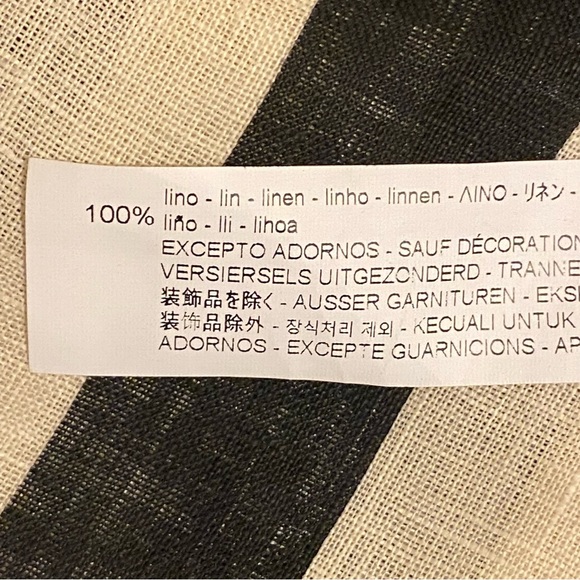 100% lino - lin - linen - linho - linnen - ΛΙΝΟ - リネン -
liño - lli - lihoa
EXCEPTO ADORNOS - SAUF DÉCORATION
VERSIERSELS UITGEZONDERD - TRANNE
装飾品を除く - AUSSER GARNITUREN - EKSK
装饰品除外 - 장식처리 제외 - KECUALI UNTUK
ADORNOS - EXCEPTE GUARNICIONS - AP